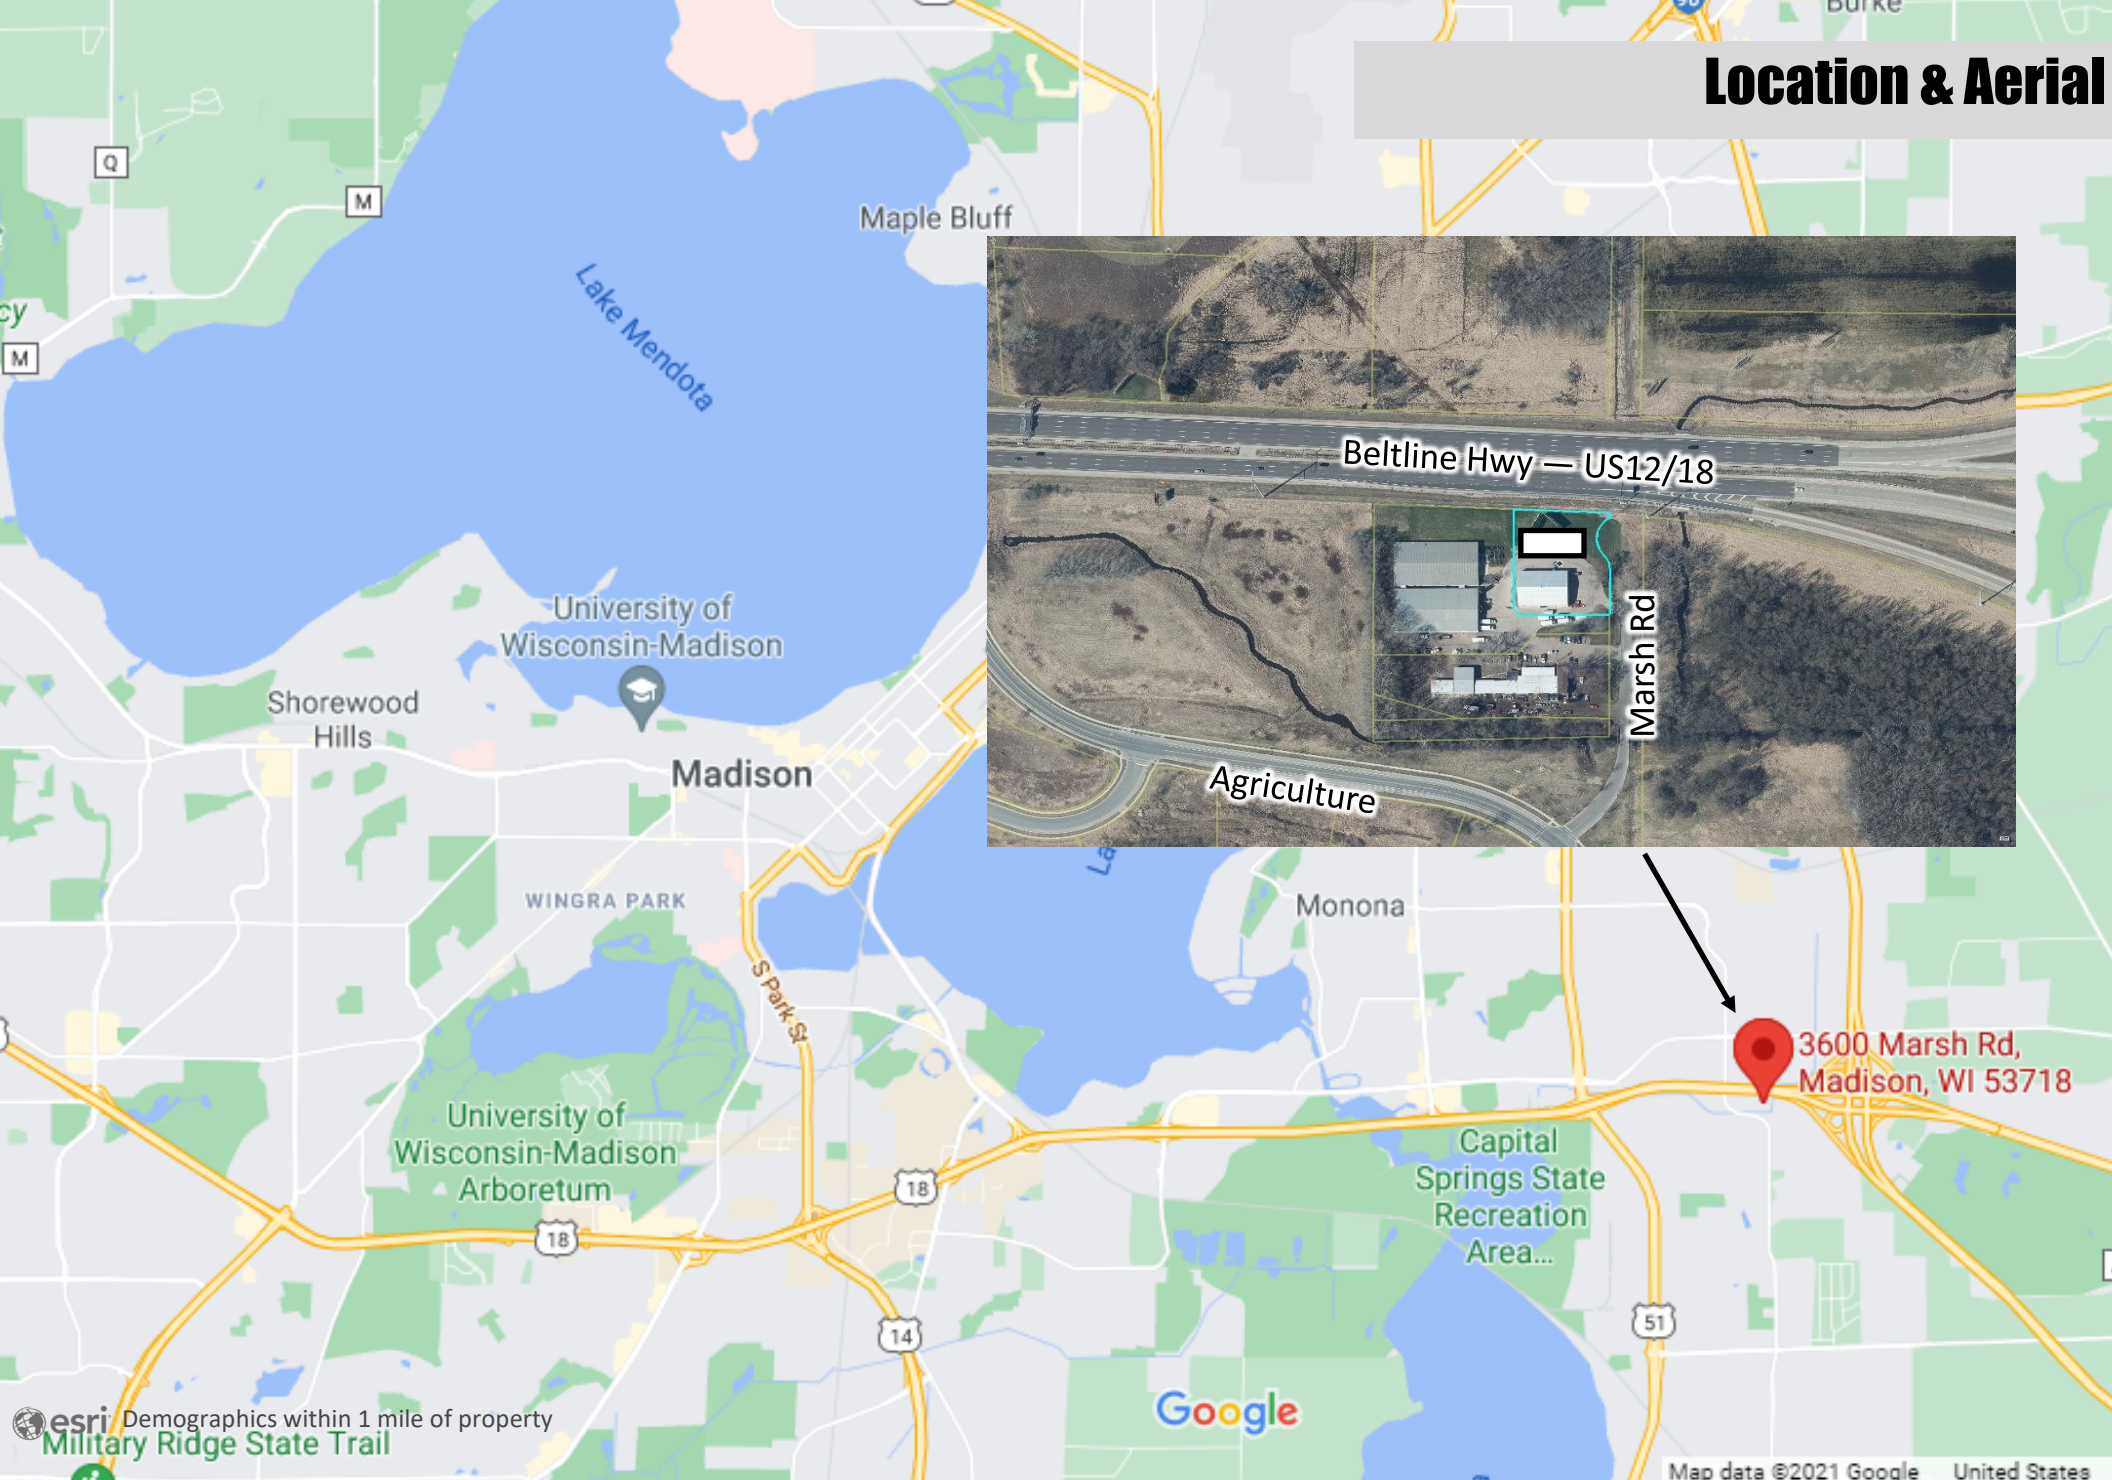 Burke
Location & Aerial
Q
M
Maple Bluff
Lake Mendota
cy
M
Beltline Hwy — US12/18
University of
Wisconsin-Madison
Marsh Rd
Shorewood
Hills
Madison
Agriculture
La
WINGRA PARK
Monona
S Park St
3600 Marsh Rd,
Madison, WI 53718
University of
Wisconsin-Madison
Arboretum
Capital
Springs State
Recreation
Area...
18
18
51
14
esri Demographics within 1 mile of property
Google
Military Ridge State Trail
Map data ©2021 Google United States